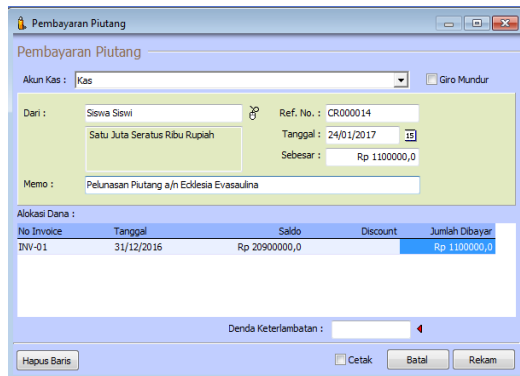 Pembayaran Piutang
Pembayaran Piutang
Akun Kas : Kas Giro Mundur
Dari : Siswa Siswi Ref. No. : CR000014
Satu Juta Seratus Ribu Rupiah Tanggal : 24/01/2017 15
Sebesar : Rp 1100000,0
Memo : Pelunasan Piutang a/n Ecklesia Evasaulina
Alokasi Dana :
No Invoice Tanggal Saldo Discount Jumlah Dibayar
INV-01 31/12/2016 Rp 20900000,0 Rp 1100000,0
Denda Keterlambatan :
Hapus Baris Cetak Batal Rekam